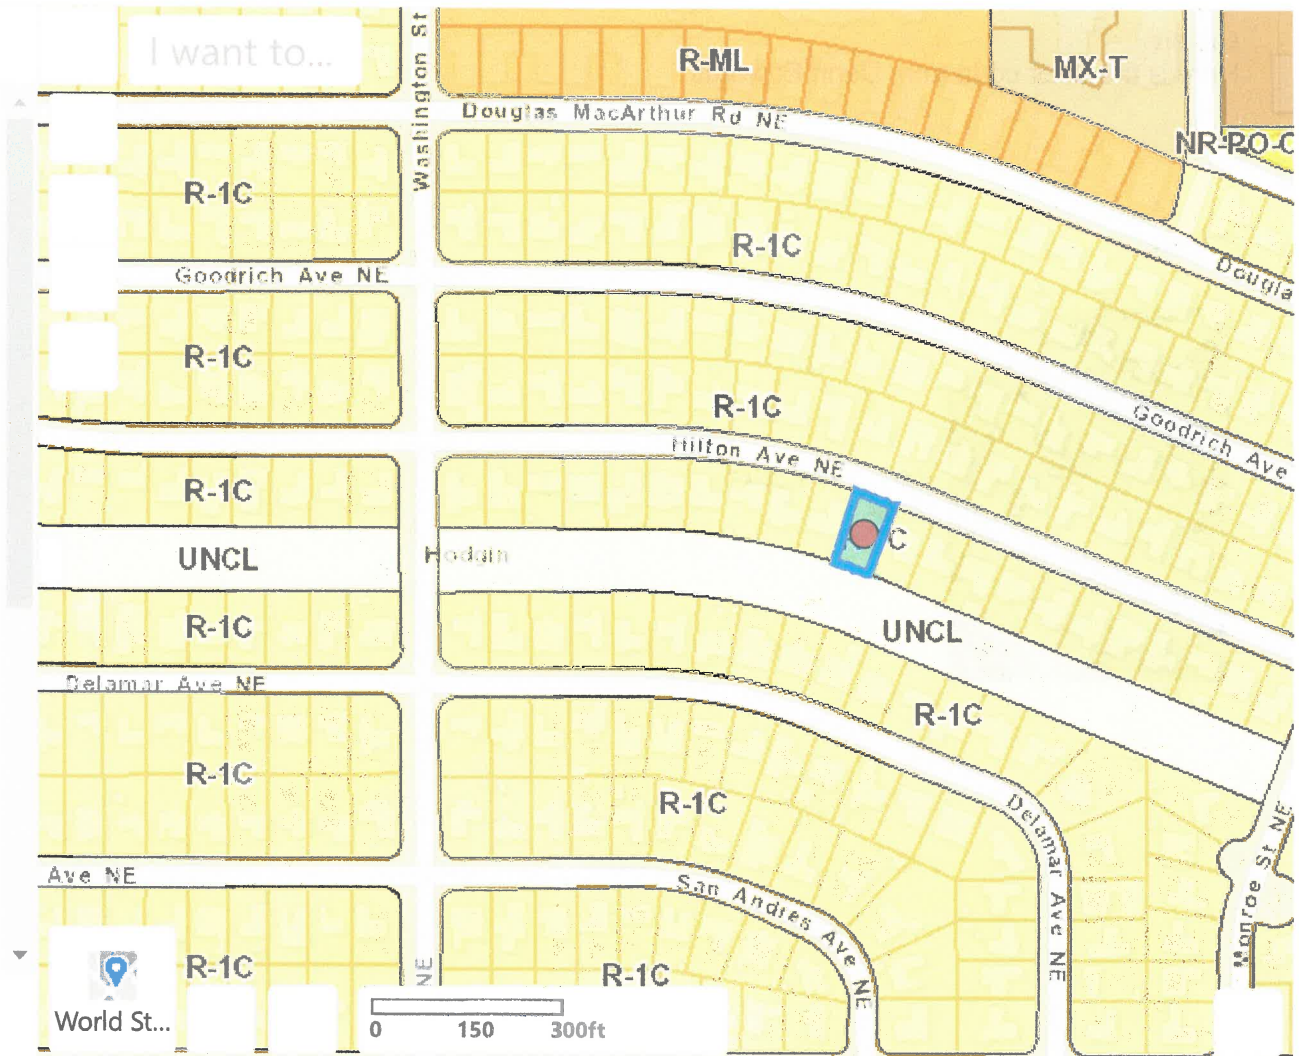 I want to...
Washington St
R-ML
MX-T
Douglas MacArthur Rd NE
NR-PO-C
R-1C
R-1C
Dougla
Goodrich Ave NE
R-1C
R-1C
Goodrich Ave
Hilton Ave NE
R-1C
C
UNCL
Hodgin
R-1C
UNCL
Delamar Ave NE
R-1C
R-1C
R-1C
Delamar Ave NE
Monroe St NE
Ave NE
San Andres Ave NE
R-1C
R-1C
NE
World St...
0 150 300ft